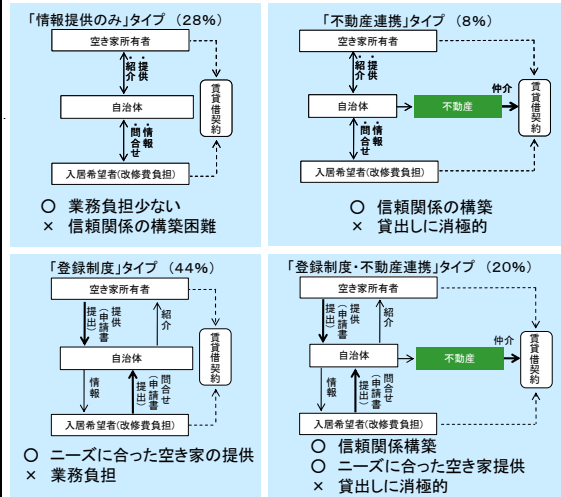 「情報提供のみ」タイプ（28%）
空き家所有者
・提供
・紹介
自治体
・情報
・問合せ
入居希望者(改修費負担)
賃貸借契約
○ 業務負担少ない
× 信頼関係の構築困難
「不動産連携」タイプ（8%）
空き家所有者
・提供
・紹介
自治体
不動産
仲介
賃貸借契約
・情報
・問合せ
入居希望者(改修費負担)
○ 信頼関係の構築
× 貸出しに消極的
「登録制度」タイプ（44%）
空き家所有者
提供
（申請書
提出）
紹介
自治体
賃貸借契約
情報
問合せ
（申請書
提出）
入居希望者(改修費負担)
○ ニーズに合った空き家の提供
× 業務負担
「登録制度・不動産連携」タイプ（20%）
空き家所有者
提供
（申請書
提出）
紹介
自治体
不動産
仲介
賃貸借契約
情報
問合せ
（申請書
提出）
入居希望者(改修費負担)
○ 信頼関係構築
○ ニーズに合った空き家提供
× 貸出しに消極的